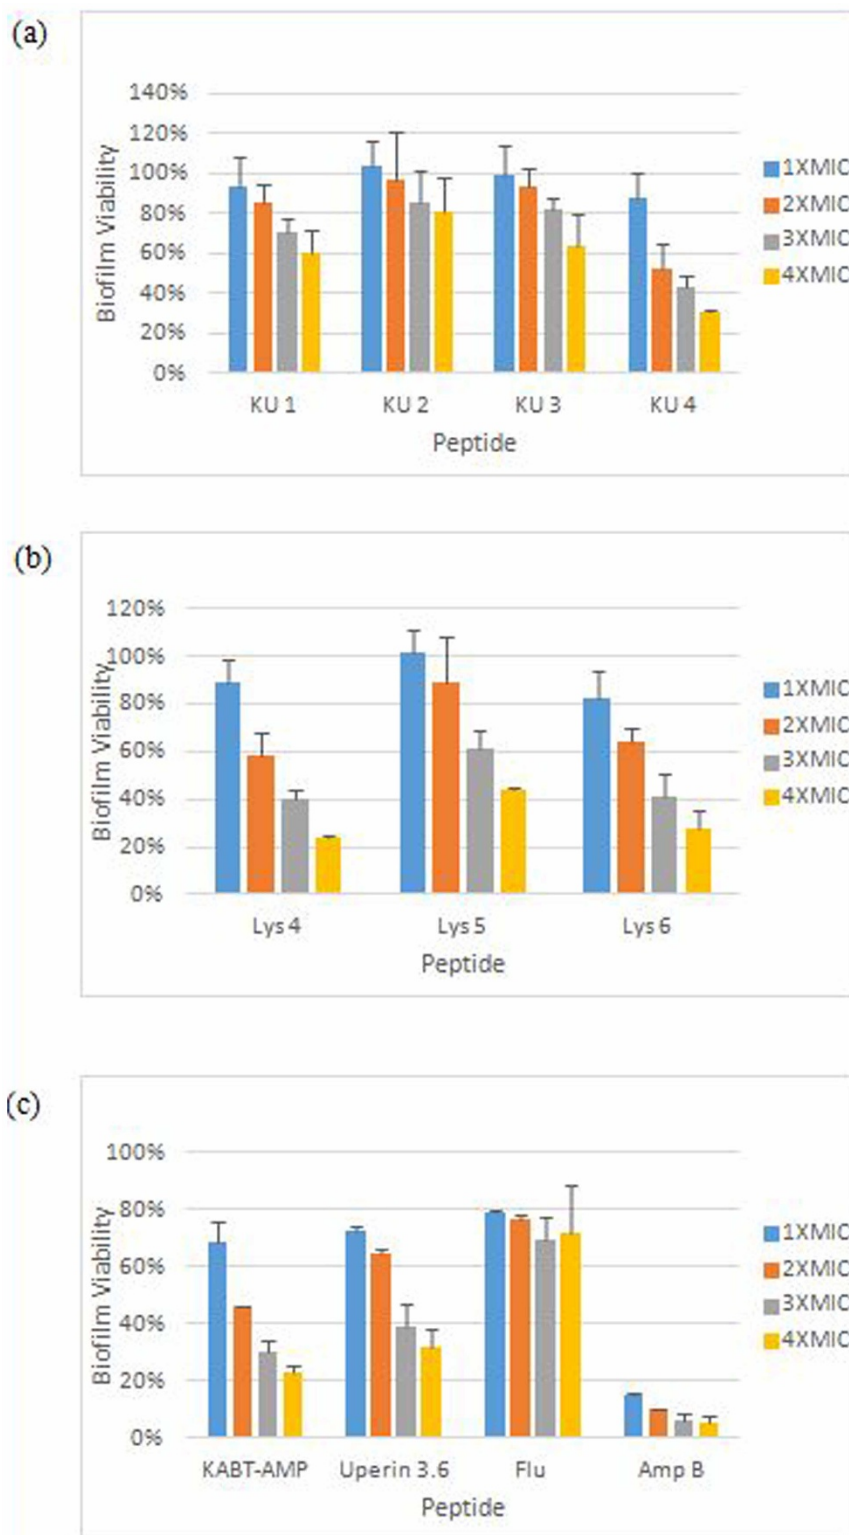 (a)
140%
120%
100%
80%
60%
40%
20%
0%
Biofilm Viability
KU 1 KU 2 KU 3 KU 4
Peptide
1XMIC
2XMIC
3XMIC
4XMIC
(b)
120%
100%
80%
60%
40%
20%
0%
Biofilm Viability
Lys 4 Lys 5 Lys 6
Peptide
1XMIC
2XMIC
3XMIC
4XMIC
(c)
100%
80%
60%
40%
20%
0%
Biofilm Viability
KABT-AMP Uperin 3.6 Flu Amp B
Peptide
1XMIC
2XMIC
3XMIC
4XMIC